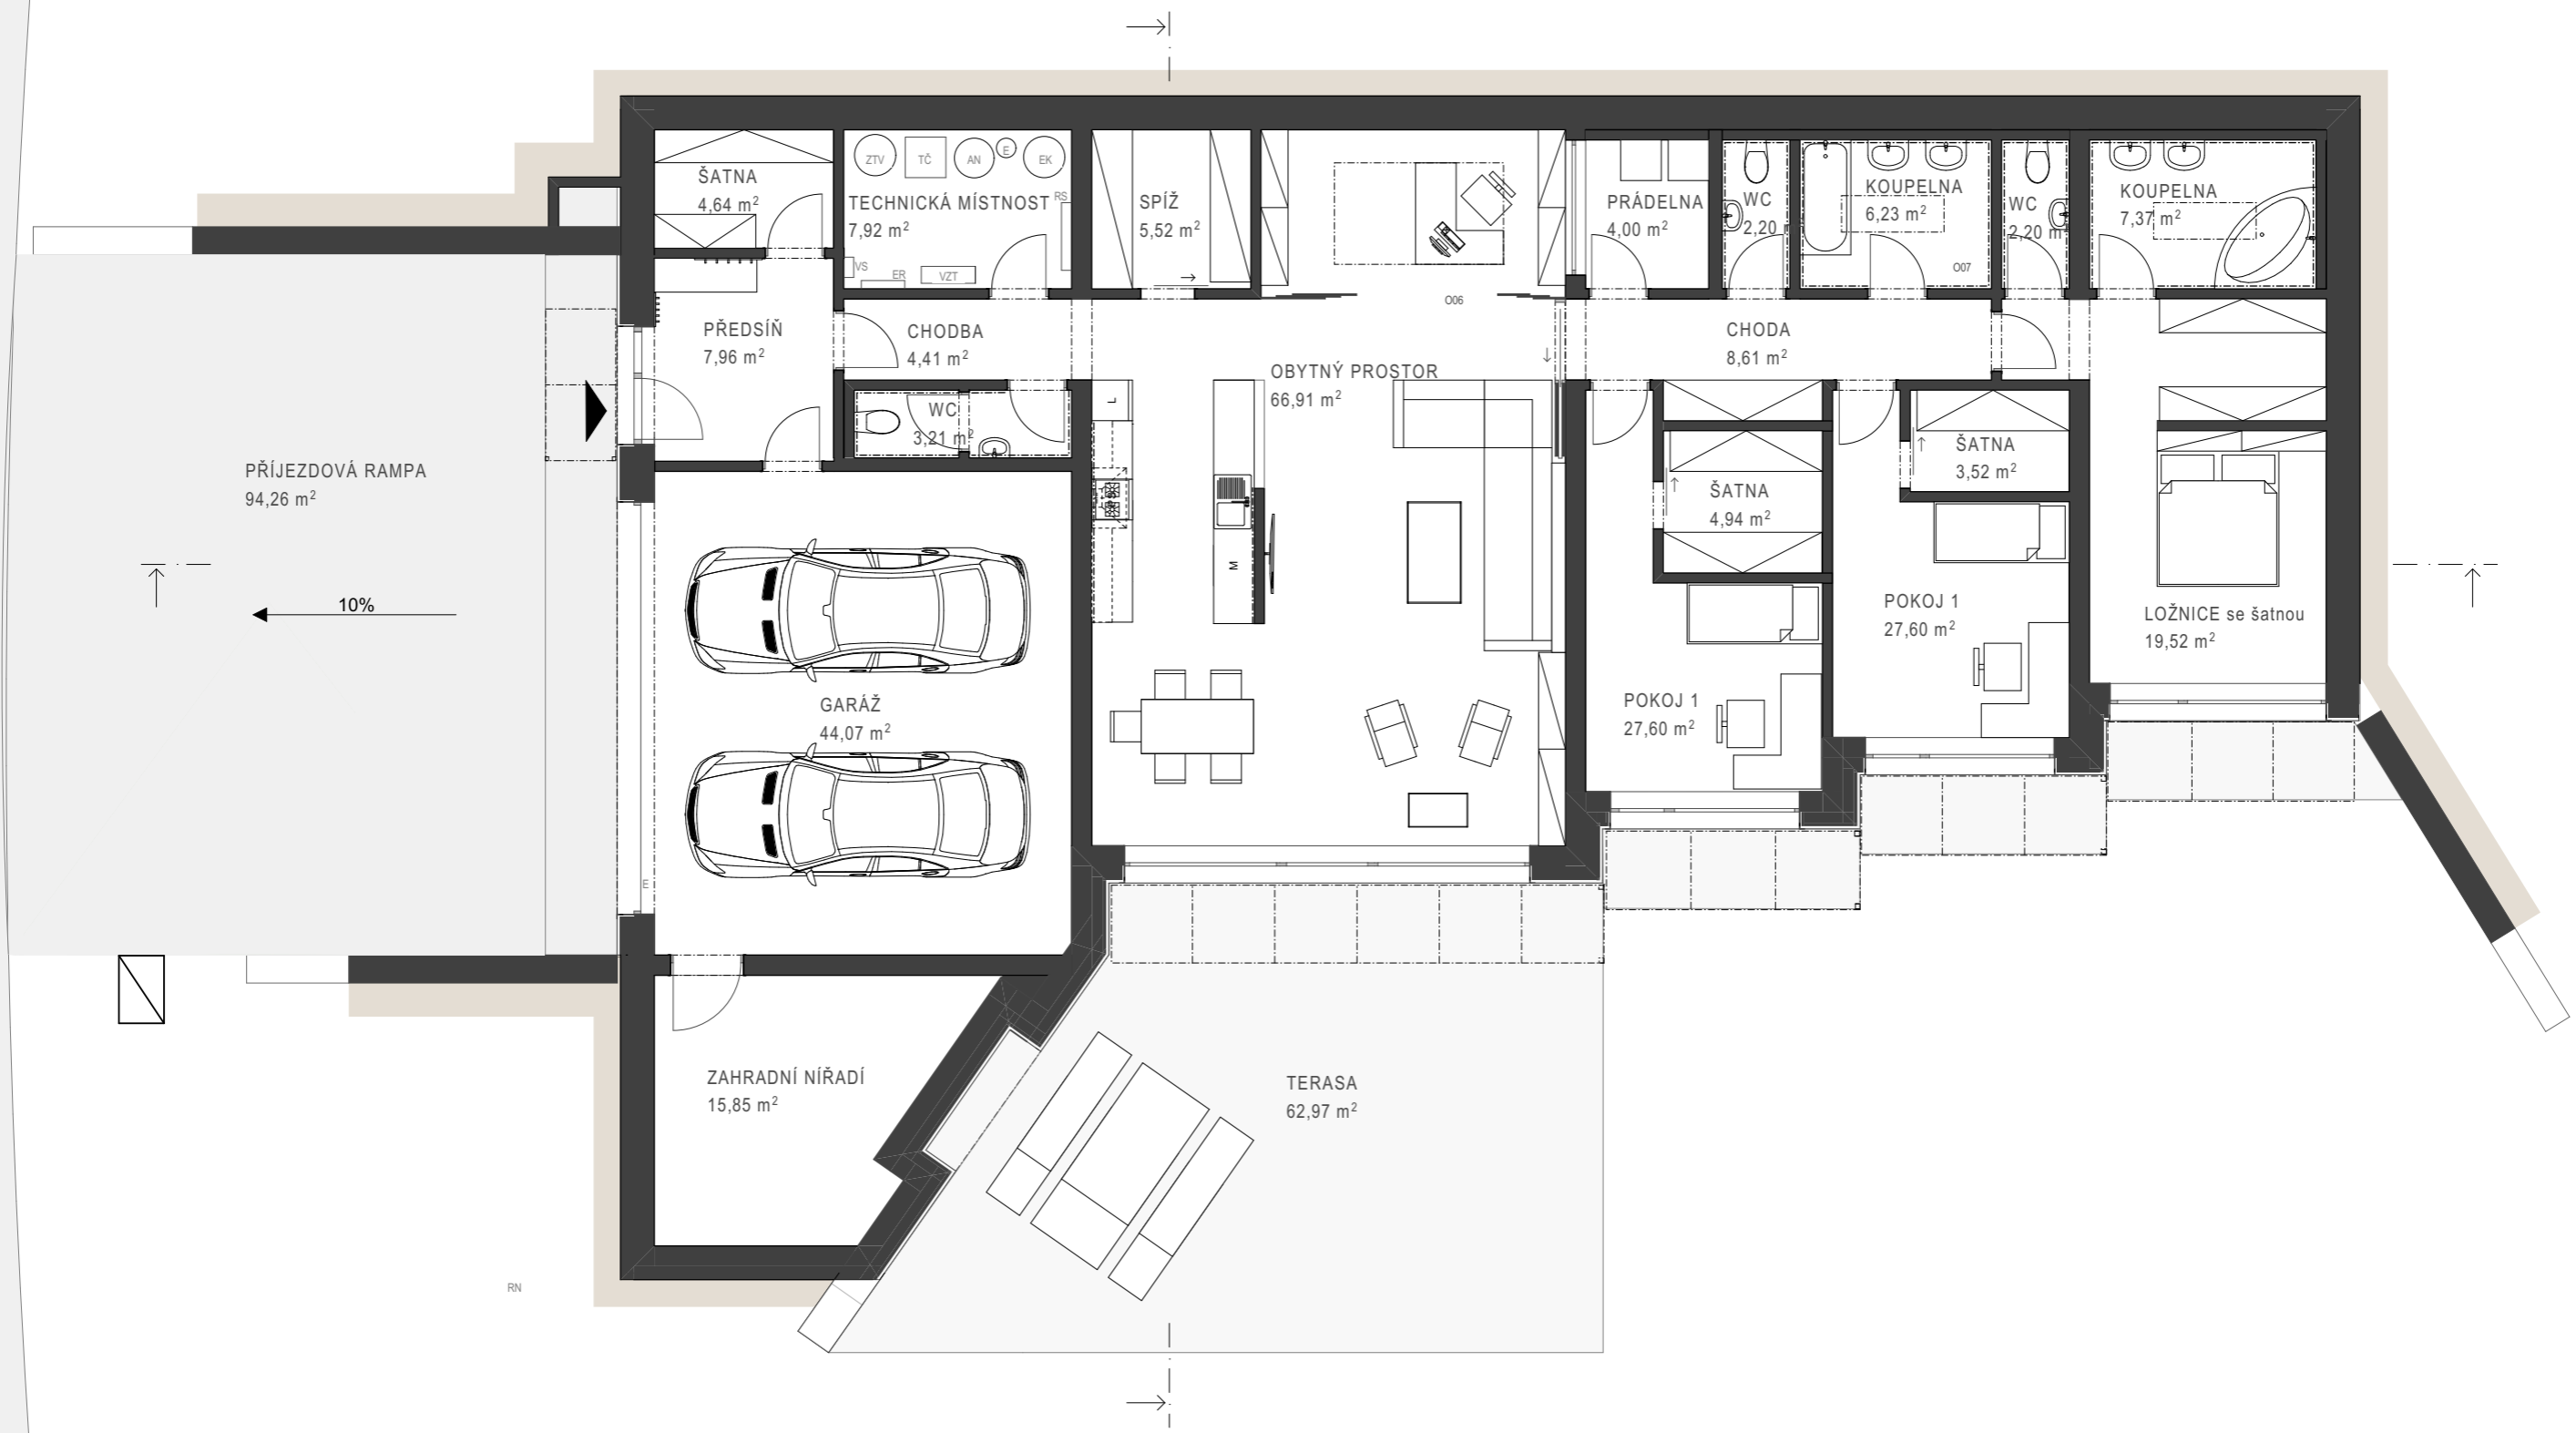 ŠATNA
4,64 m²
ZTV
TČ
AN
E
EK
TECHNICKÁ MÍSTNOST
7,92 m²
RS
VS
ER
VZT
SPÍŽ
5,52 m²
O06
PRÁDELNA
4,00 m²
WC
2,20
KOUPELNA
6,23 m²
O07
WC
2,20 m
KOUPELNA
7,37 m²
PŘEDSÍŇ
7,96 m²
CHODBA
4,41 m²
OBYTNÝ PROSTOR
66,91 m²
CHODA
8,61 m²
L
WC
3,21 m²
ŠATNA
3,52 m²
PŘÍJEZDOVÁ RAMPA
94,26 m²
10%
ŠATNA
4,94 m²
M
POKOJ 1
27,60 m²
LOŽNICE se šatnou
19,52 m²
GARÁŽ
44,07 m²
POKOJ 1
27,60 m²
E
ZAHRADNÍ NÍŘADÍ
15,85 m²
TERASA
62,97 m²
RN